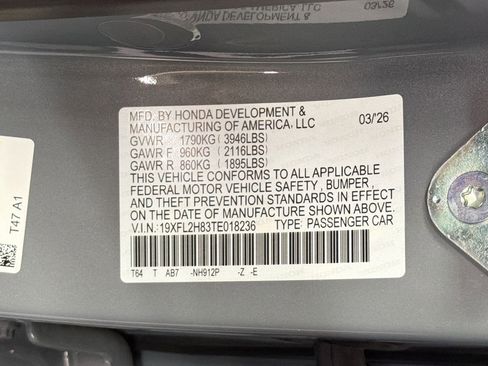 MFD. BY HONDA DEVELOPMENT &
MANUFACTURING OF AMERICA, LLC 03/26
GVWR 1790KG ( 3946LBS)
GAWR F 960KG ( 2116LBS)
GAWR R 860KG ( 1895LBS)
THIS VEHICLE CONFORMS TO ALL APPLICABLE
FEDERAL MOTOR VEHICLE SAFETY , BUMPER,
AND THEFT PREVENTION STANDARDS IN EFFECT
ON THE DATE OF MANUFACTURE SHOWN ABOVE.
V.I.N.: 19XFL2H83TE018236 TYPE: PASSENGER CAR
T64 T AB7 -NH912P -Z -E
T47 A1